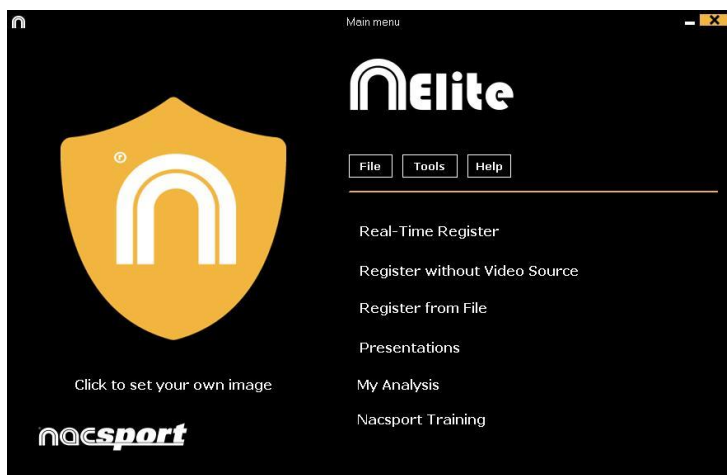 Main menu
nElite
File Tools Help
Real-Time Register
Register without Video Source
Register from File
Presentations
My Analysis
Nacsport Training
n
Click to set your own image
nacsport